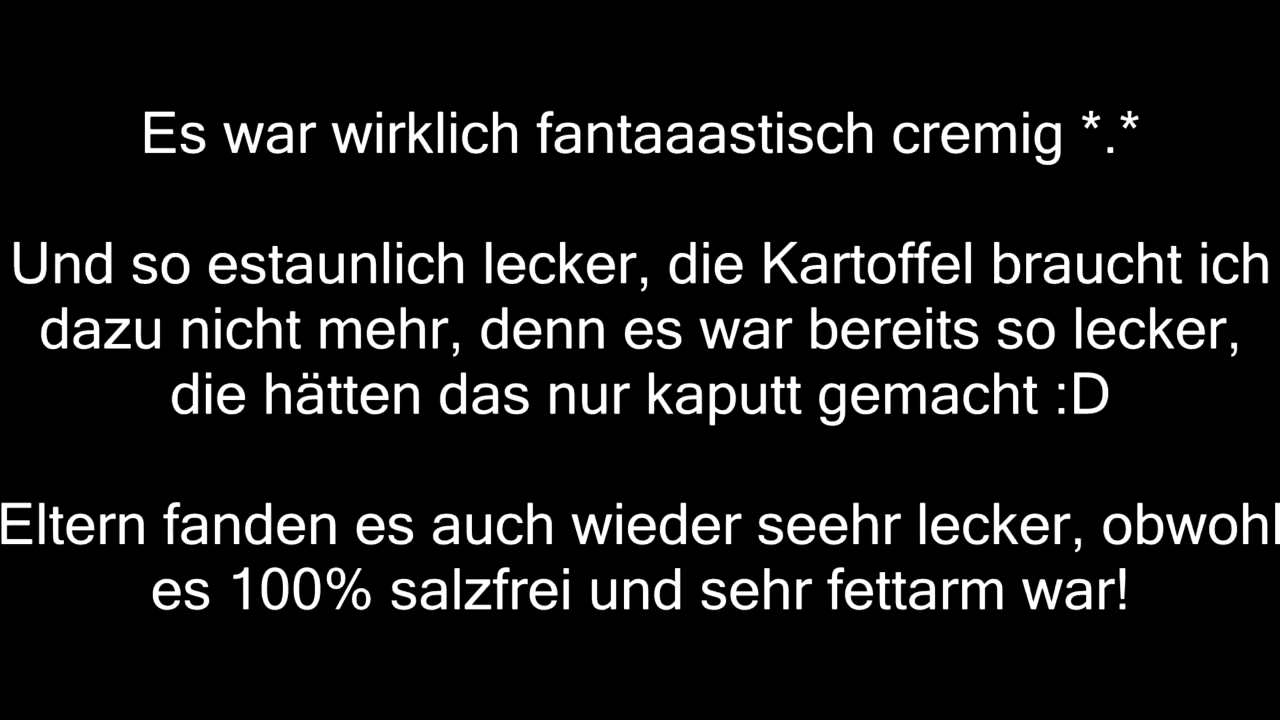 Es war wirklich fantaaastisch cremig *.*
Und so estaunlich lecker, die Kartoffel braucht ich
dazu nicht mehr, denn es war bereits so lecker,
die hätten das nur kaputt gemacht :D
Eltern fanden es auch wieder seehr lecker, obwohl
es 100% salzfrei und sehr fettarm war!